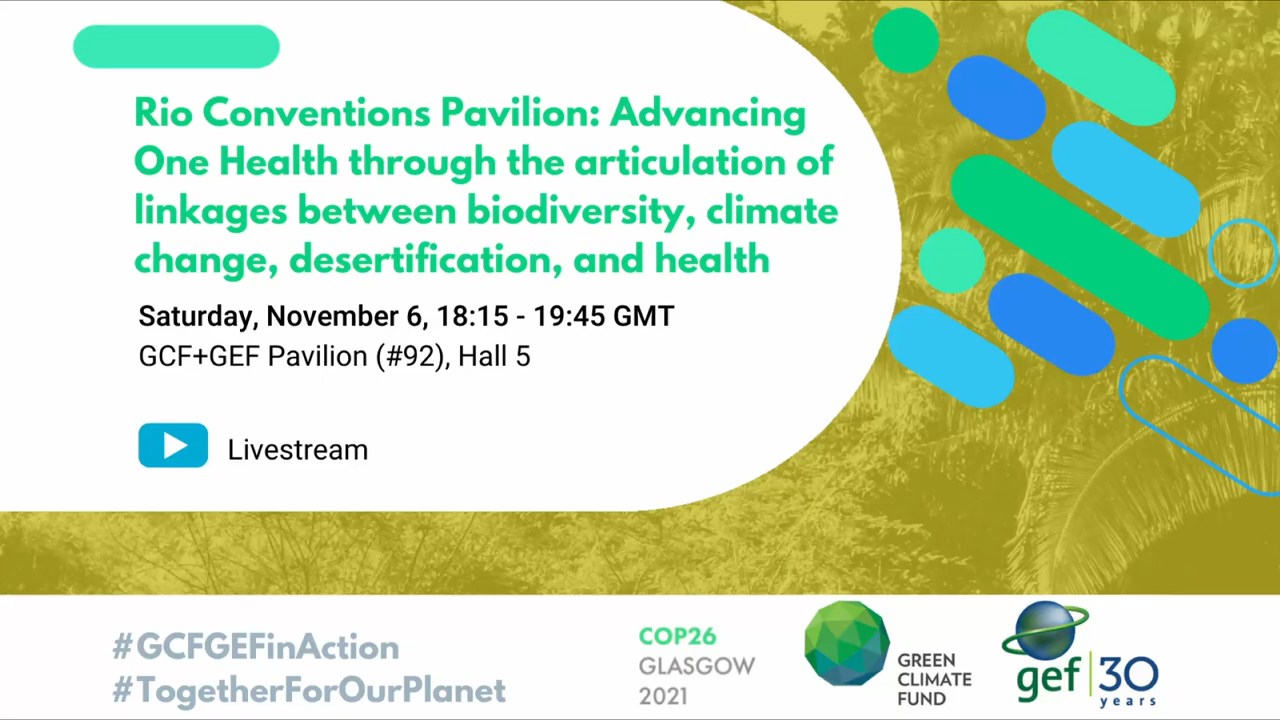 Rio Conventions Pavilion: Advancing
One Health through the articulation of
linkages between biodiversity, climate
change, desertification, and health
Saturday, November 6, 18:15 - 19:45 GMT
GCF+GEF Pavilion (#92), Hall 5
Livestream
#GCFGEFinAction
#TogetherForOurPlanet
COP26
GLASGOW
2021
GREEN
CLIMATE
FUND
gef 30
years